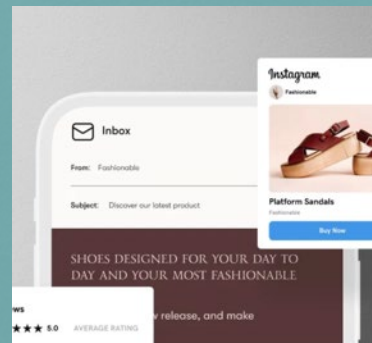 Instagram
Fashionable
Inbox
From: Fashionable
Subject: Discover our latest product
Platform Sandals
Fashionable
Buy Now
SHOES DESIGNED FOR YOUR DAY TO
DAY AND YOUR MOST FASHIONABLE
release, and make
ws
★★★ 5.0 AVERAGE RATING